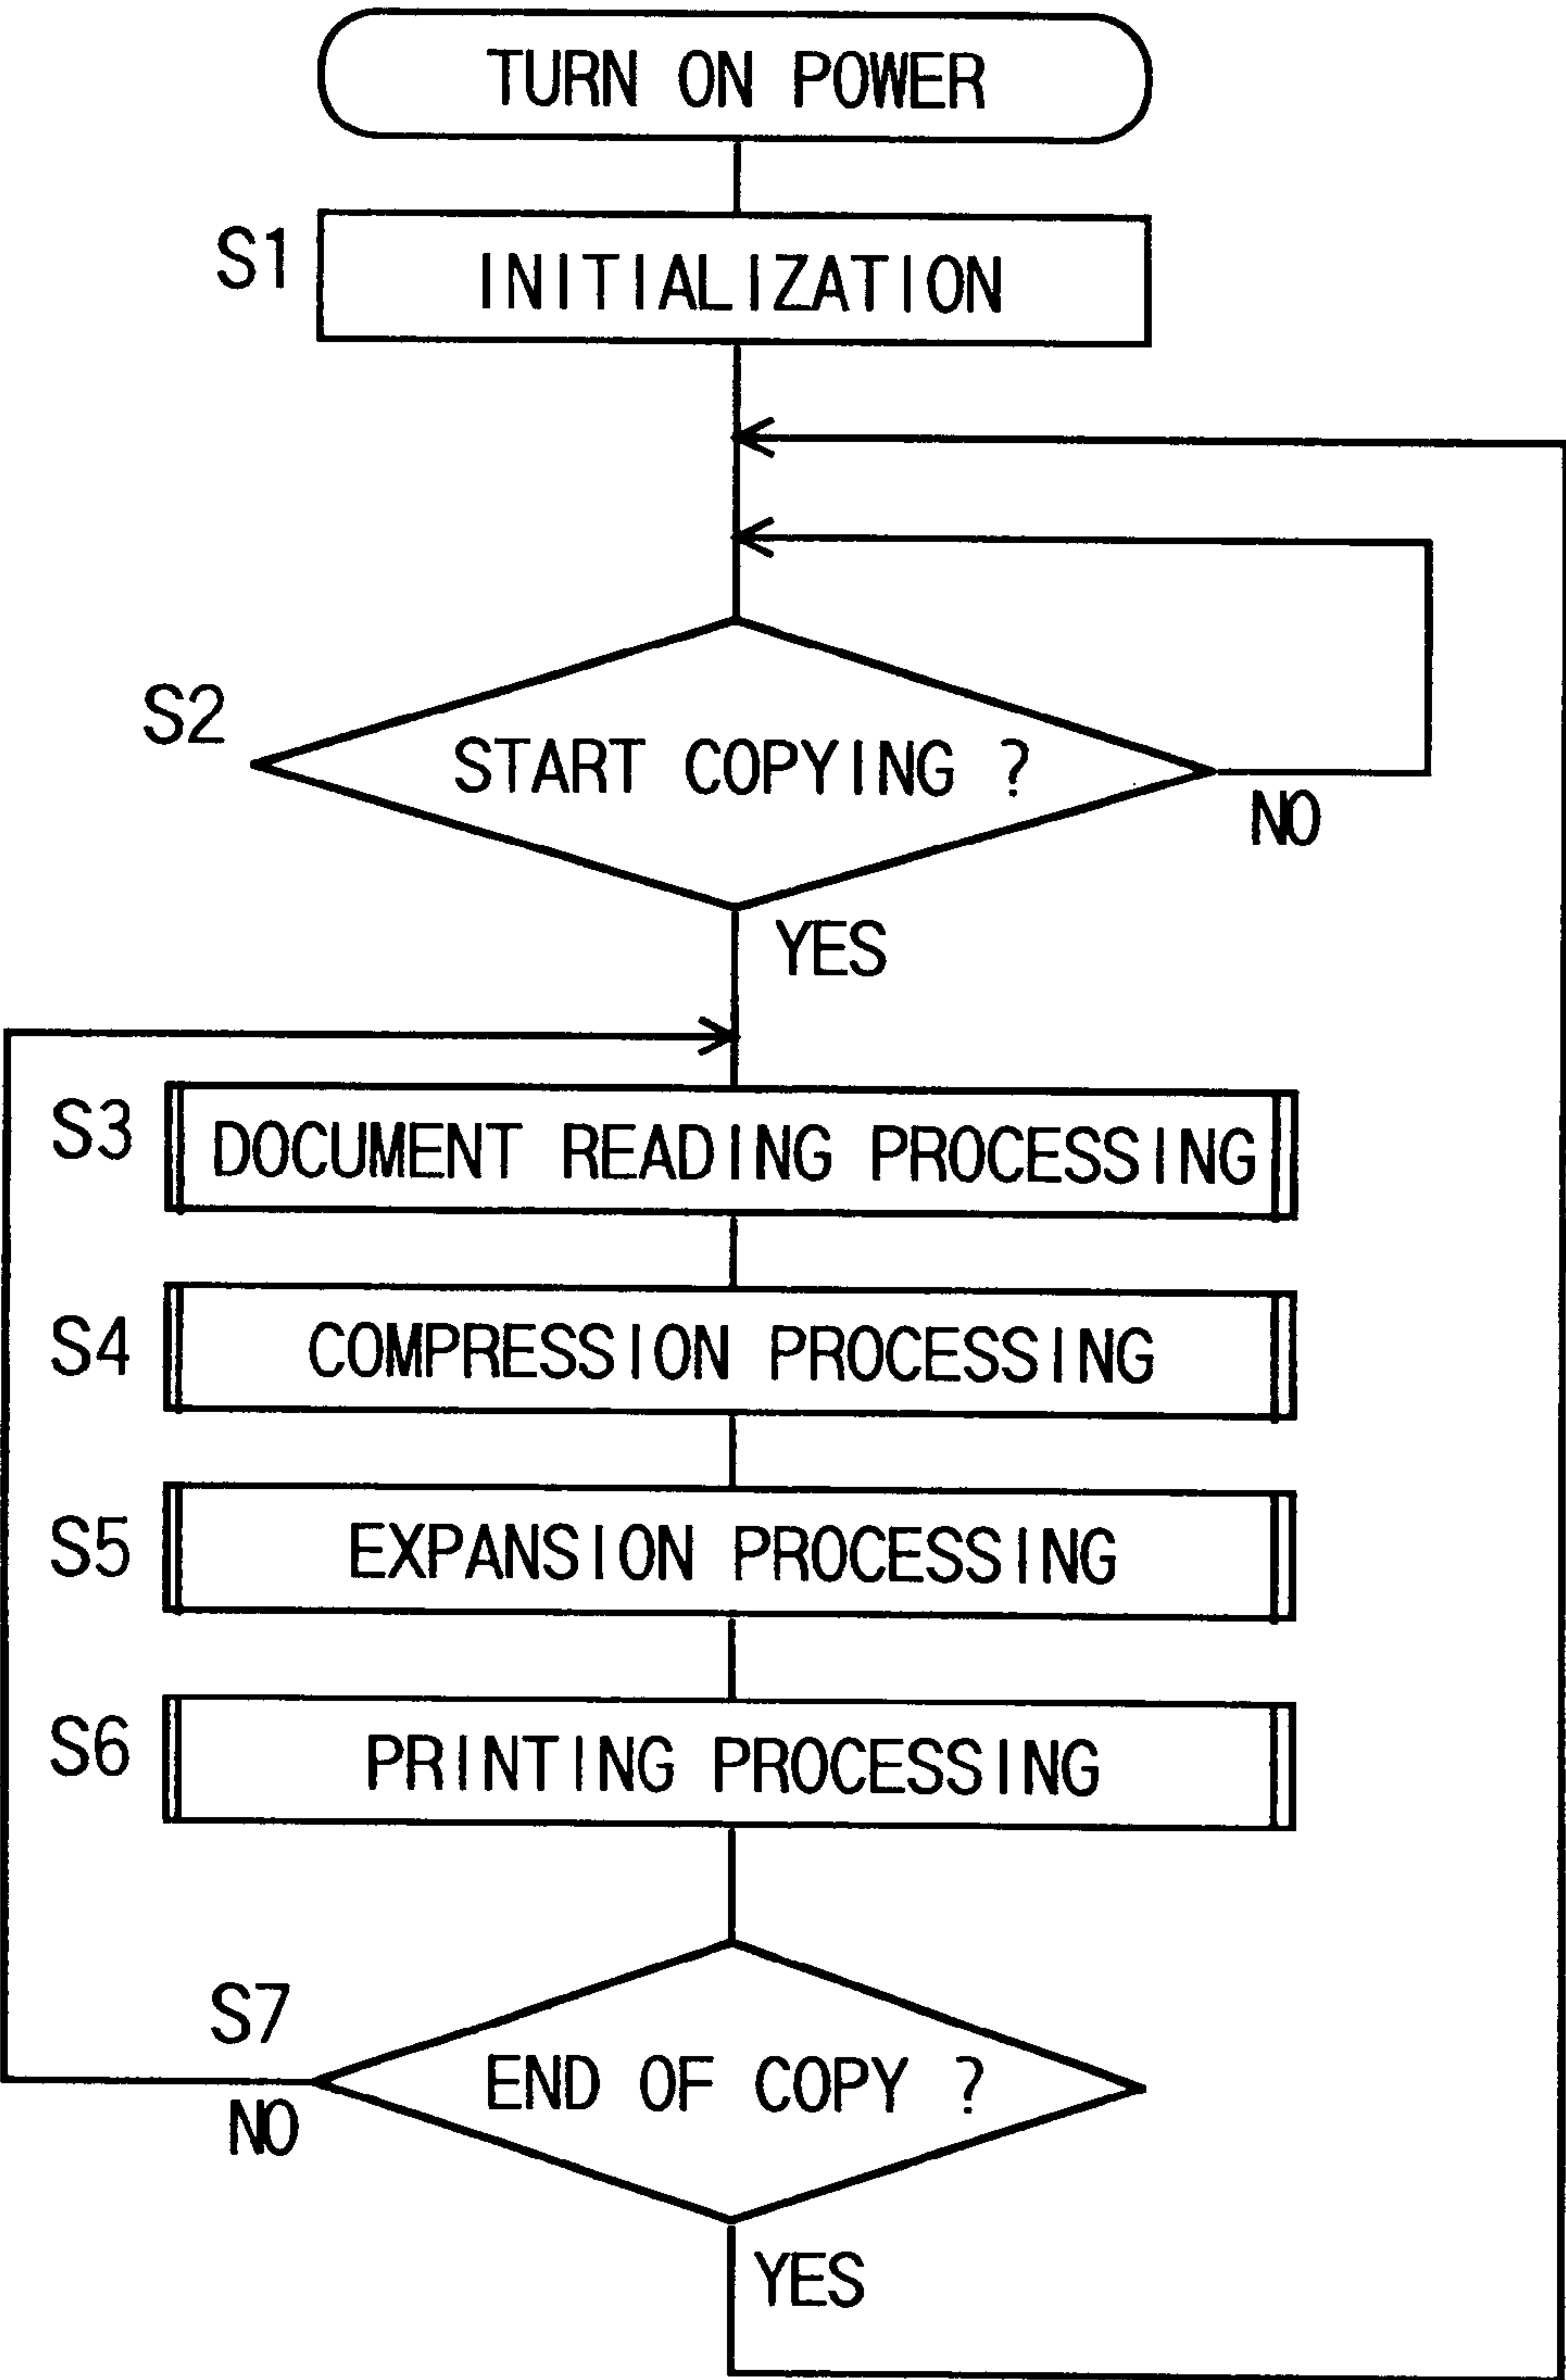 TURN ON POWER
S1
INITIALIZATION
S2
START COPYING ?
NO
YES
S3
DOCUMENT READING PROCESSING
S4
COMPRESSION PROCESSING
S5
EXPANSION PROCESSING
S6
PRINTING PROCESSING
S7
END OF COPY ?
NO
YES